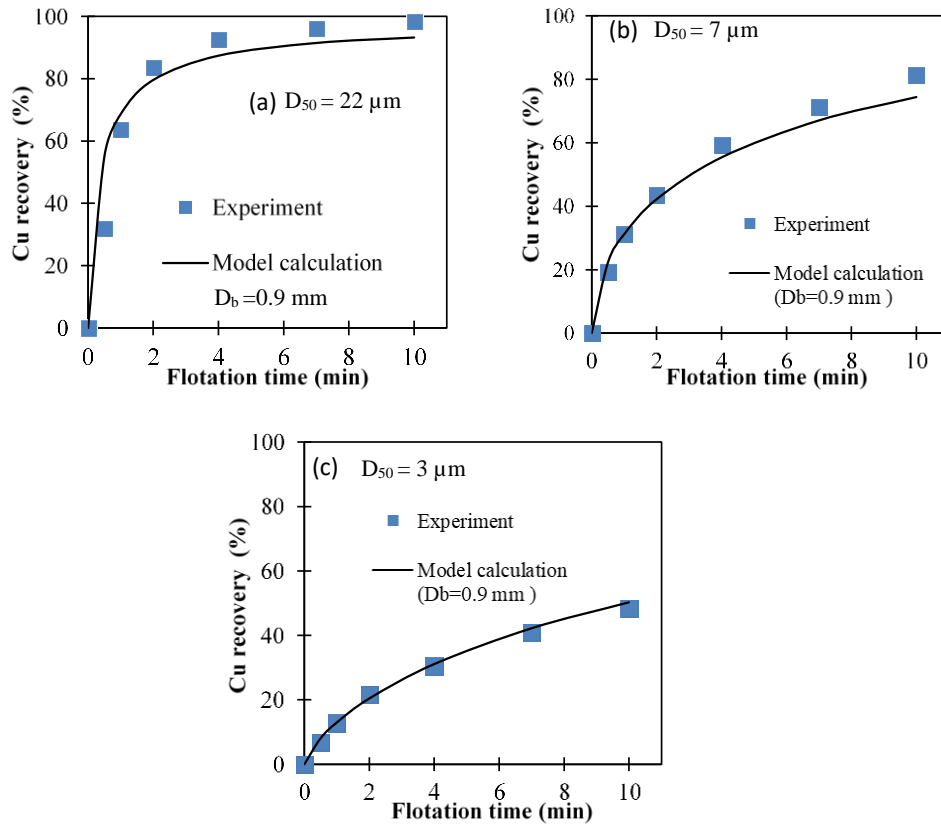 100
80
60
40
20
0
Cu recovery (%)
(a) D₅₀ = 22 µm
Experiment
Model calculation
D_b =0.9 mm
0 2 4 6 8 10
Flotation time (min)
(b) D₅₀ = 7 µm
100
80
60
40
20
0
Cu recovery (%)
Experiment
Model calculation
(Db=0.9 mm )
0 2 4 6 8 10
Flotation time (min)
(c) D₅₀ = 3 µm
100
80
60
40
20
0
Cu recovery (%)
Experiment
Model calculation
(Db=0.9 mm )
0 2 4 6 8 10
Flotation time (min)